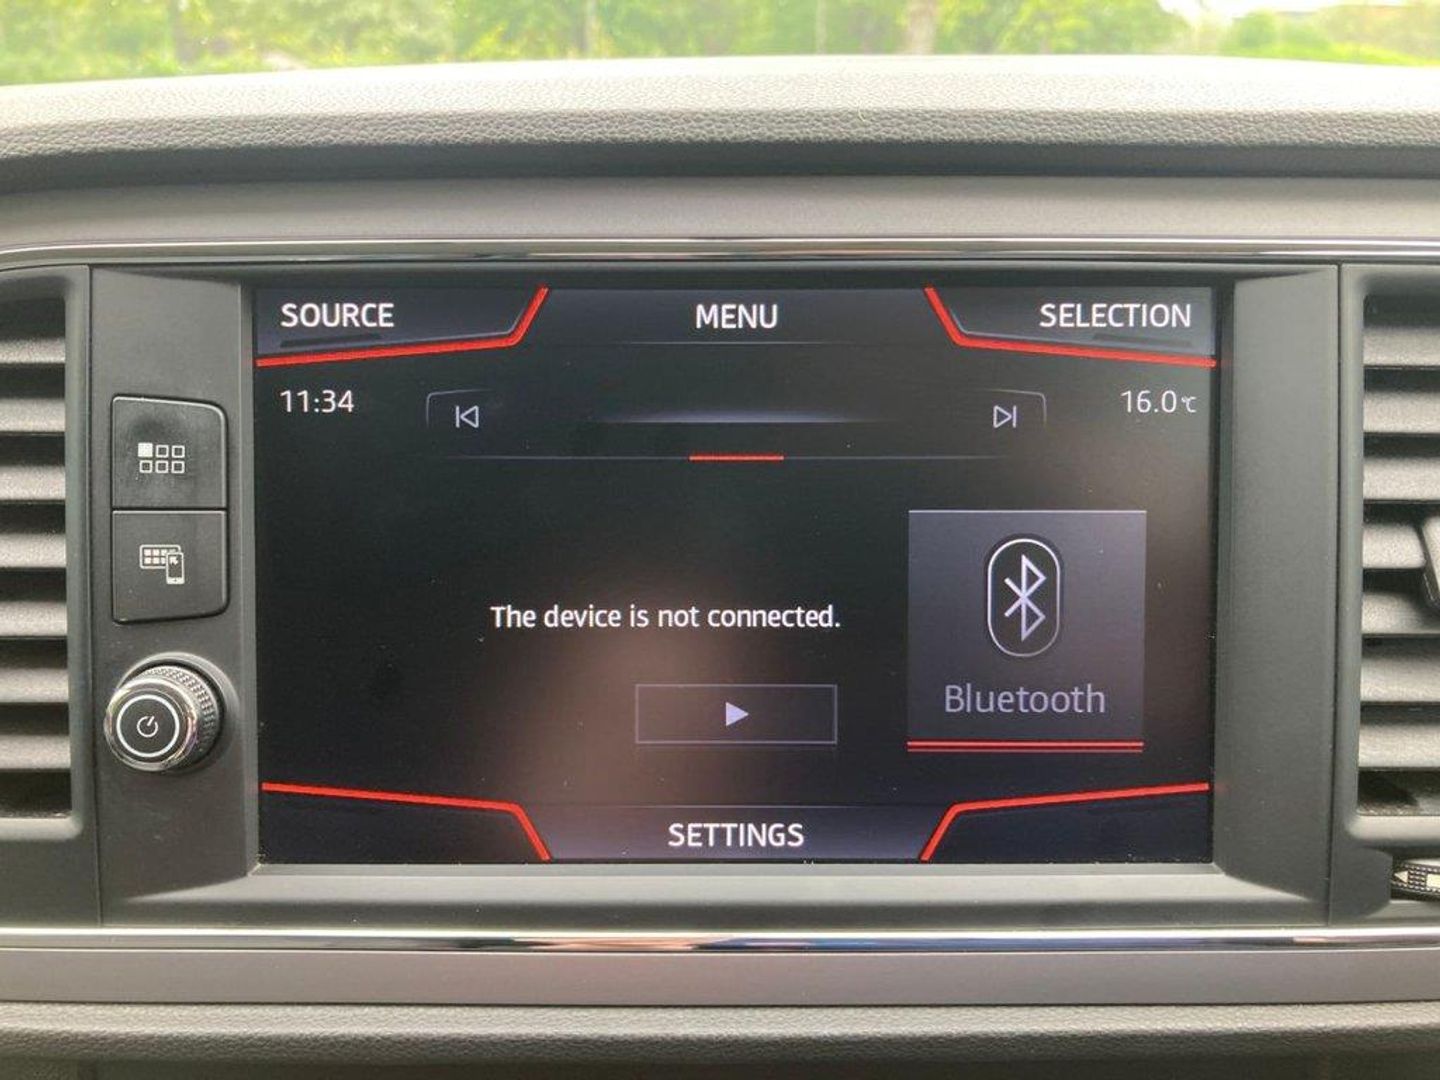 SOURCE
MENU
SELECTION
11:34
16.0°C
The device is not connected.
Bluetooth
SETTINGS